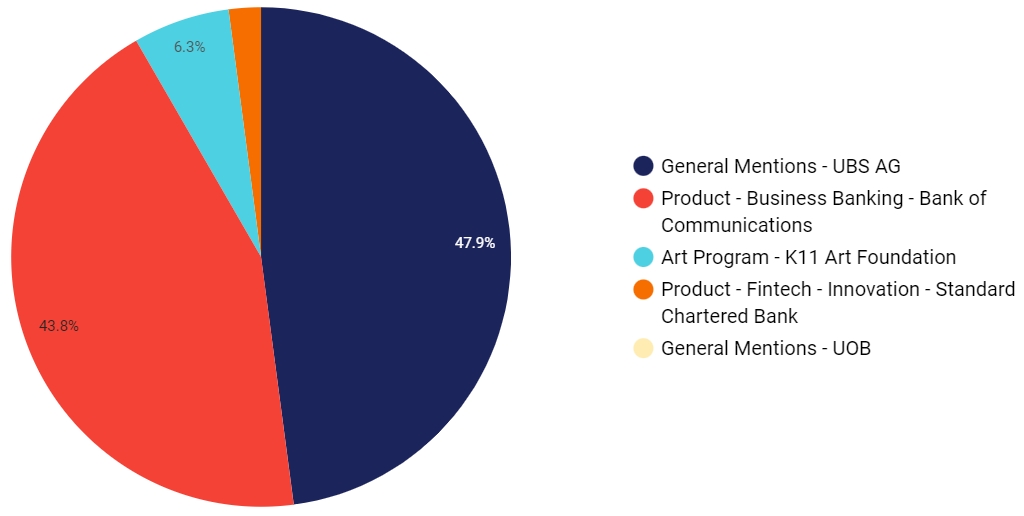 6.3%
47.9%
43.8%
General Mentions - UBS AG
Product - Business Banking - Bank of
Communications
Art Program - K11 Art Foundation
Product - Fintech - Innovation - Standard
Chartered Bank
General Mentions - UOB